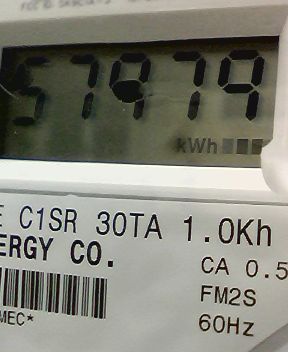 57979
kWh
E C1SR 30TA 1.0Kh
ERGY CO.
CA 0.5
FM2S
MEC*
60Hz